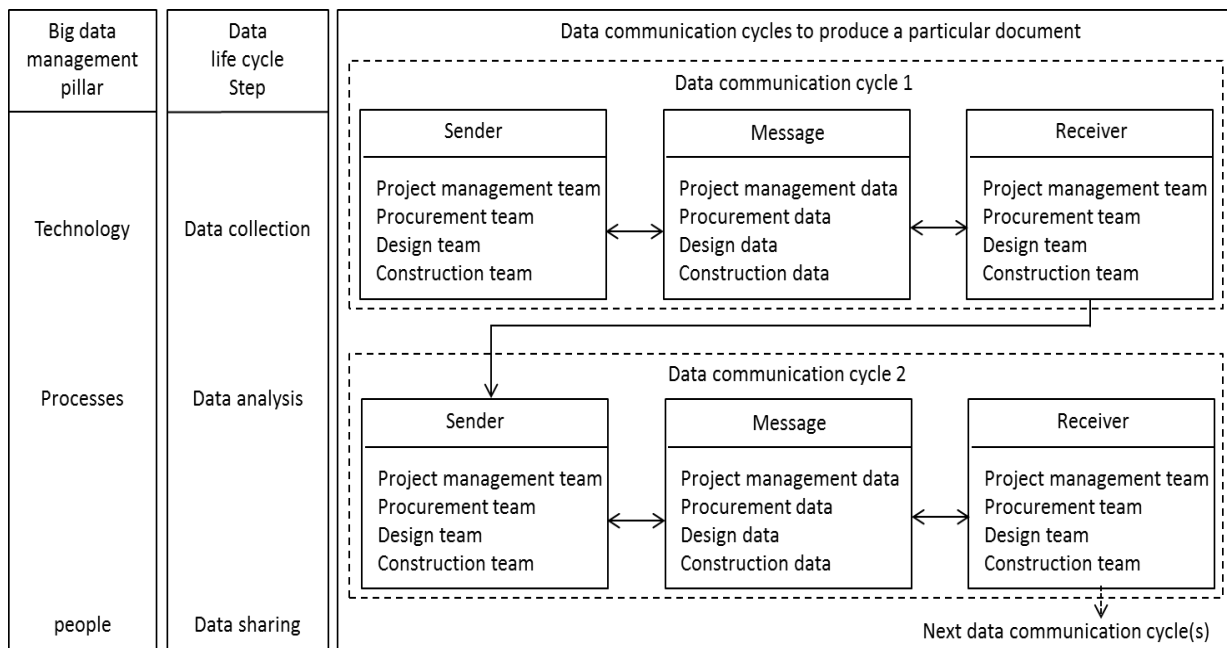 Big data
management
pillar
Technology
Processes
people
Data
life cycle
Step
Data collection
Data analysis
Data sharing
Data communication cycles to produce a particular document
Data communication cycle 1
Sender
Project management team
Procurement team
Design team
Construction team
Message
Project management data
Procurement data
Design data
Construction data
Receiver
Project management team
Procurement team
Design team
Construction team
Data communication cycle 2
Sender
Project management team
Procurement team
Design team
Construction team
Message
Project management data
Procurement data
Design data
Construction data
Receiver
Project management team
Procurement team
Design team
Construction team
Next data communication cycle(s)